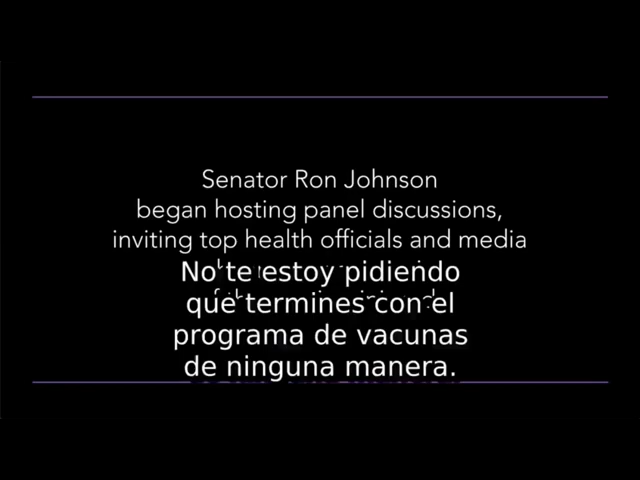 Senator Ron Johnson
began hosting panel discussions,
inviting top health officials and media
No te estoy pidiendo
que termines con el
programa de vacunas
de ninguna manera.